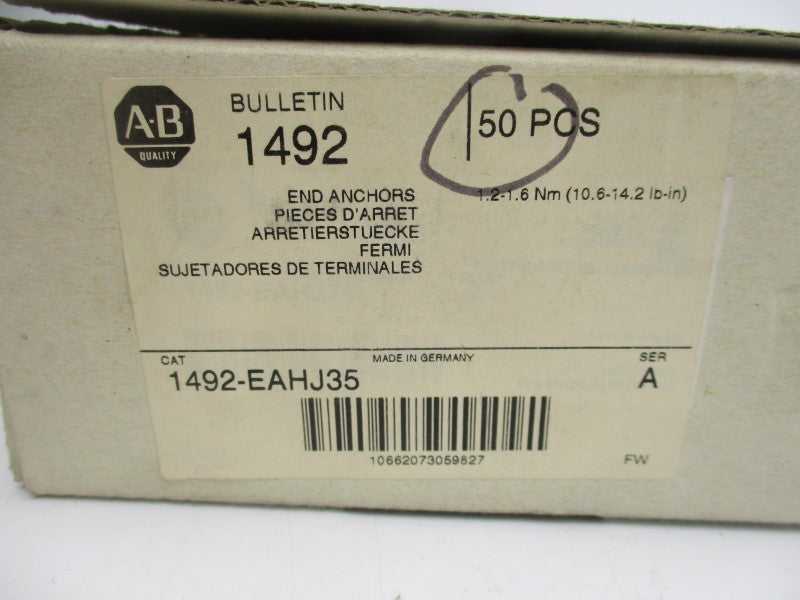 A-B
QUALITY
BULLETIN
1492
50 PCS
END ANCHORS
PIECES D'ARRET
ARRETIERSTUECKE
FERMI
SUJETADORES DE TERMINALES
1.2-1.6 Nm (10.6-14.2 lb-in)
CAT
MADE IN GERMANY
SER
1492-EAHJ35
A
10662073059827
FW